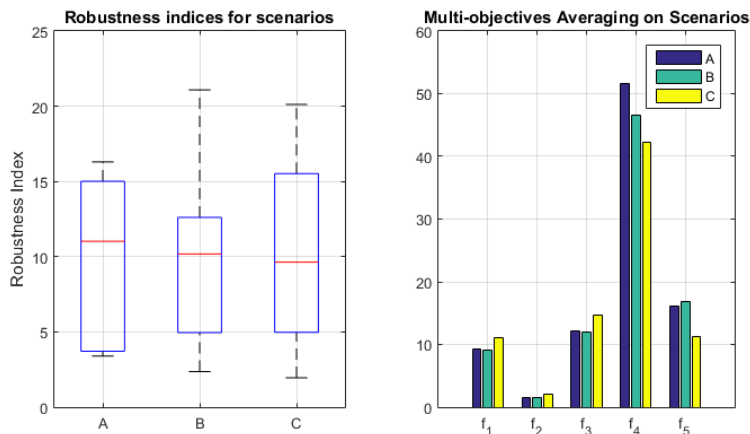 Robustness indices for scenarios
Robustness Index
25
20
15
10
5
0
A B C
Multi-objectives Averaging on Scenarios
60
50
40
30
20
10
0
f₁ f₂ f₃ f₄ f₅
A
B
C